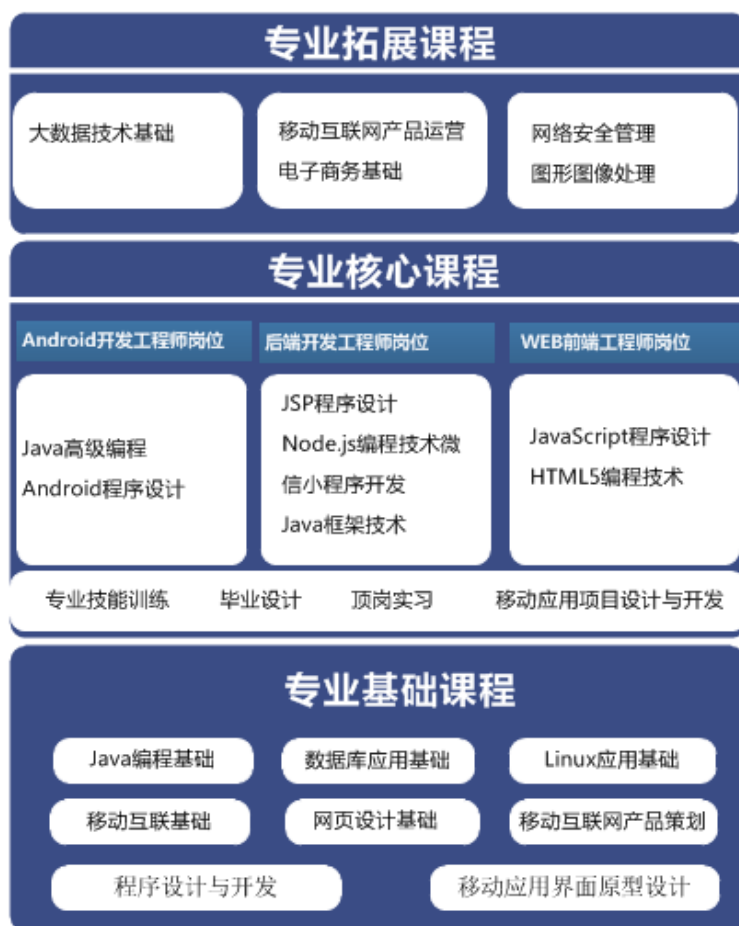 专业拓展课程
大数据技术基础
移动互联网产品运营
电子商务基础
网络安全管理
图形图像处理
专业核心课程
Android开发工程师岗位
Java高级编程
Android程序设计
后端开发工程师岗位
JSP程序设计
Node.js编程技术微
信小程序开发
Java框架技术
WEB前端工程师岗位
JavaScript程序设计
HTML5编程技术
专业技能训练 毕业设计 顶岗实习 移动应用项目设计与开发
专业基础课程
Java编程基础 数据库应用基础 Linux应用基础
移动互联基础 网页设计基础 移动互联网产品策划
程序设计与开发 移动应用界面原型设计